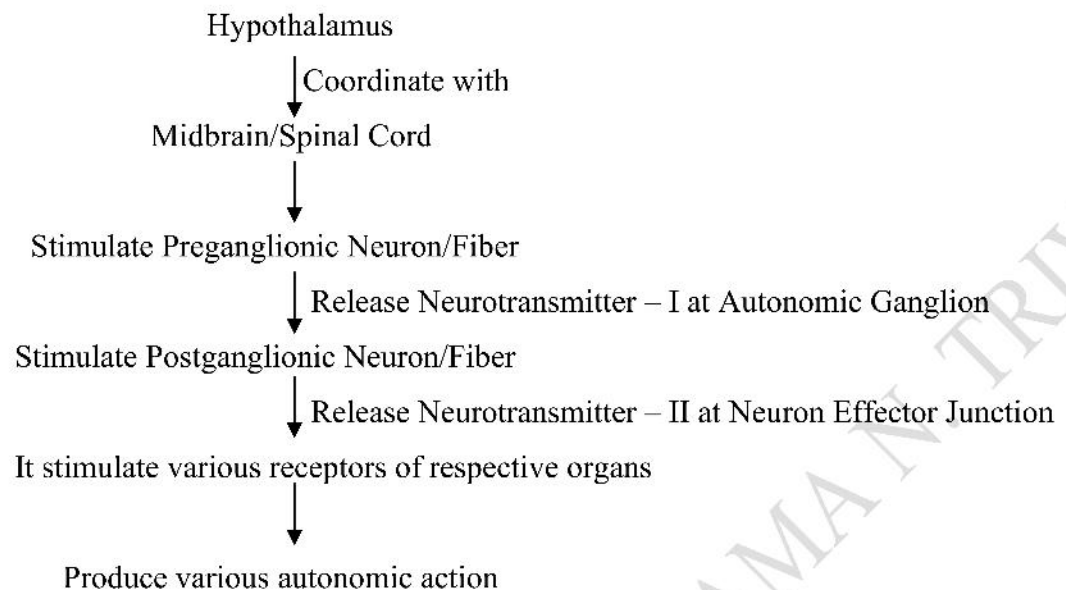 Hypothalamus
Coordinate with
Midbrain/Spinal Cord
Stimulate Preganglionic Neuron/Fiber
Release Neurotransmitter – I at Autonomic Ganglion
Stimulate Postganglionic Neuron/Fiber
Release Neurotransmitter – II at Neuron Effector Junction
It stimulate various receptors of respective organs
Produce various autonomic action